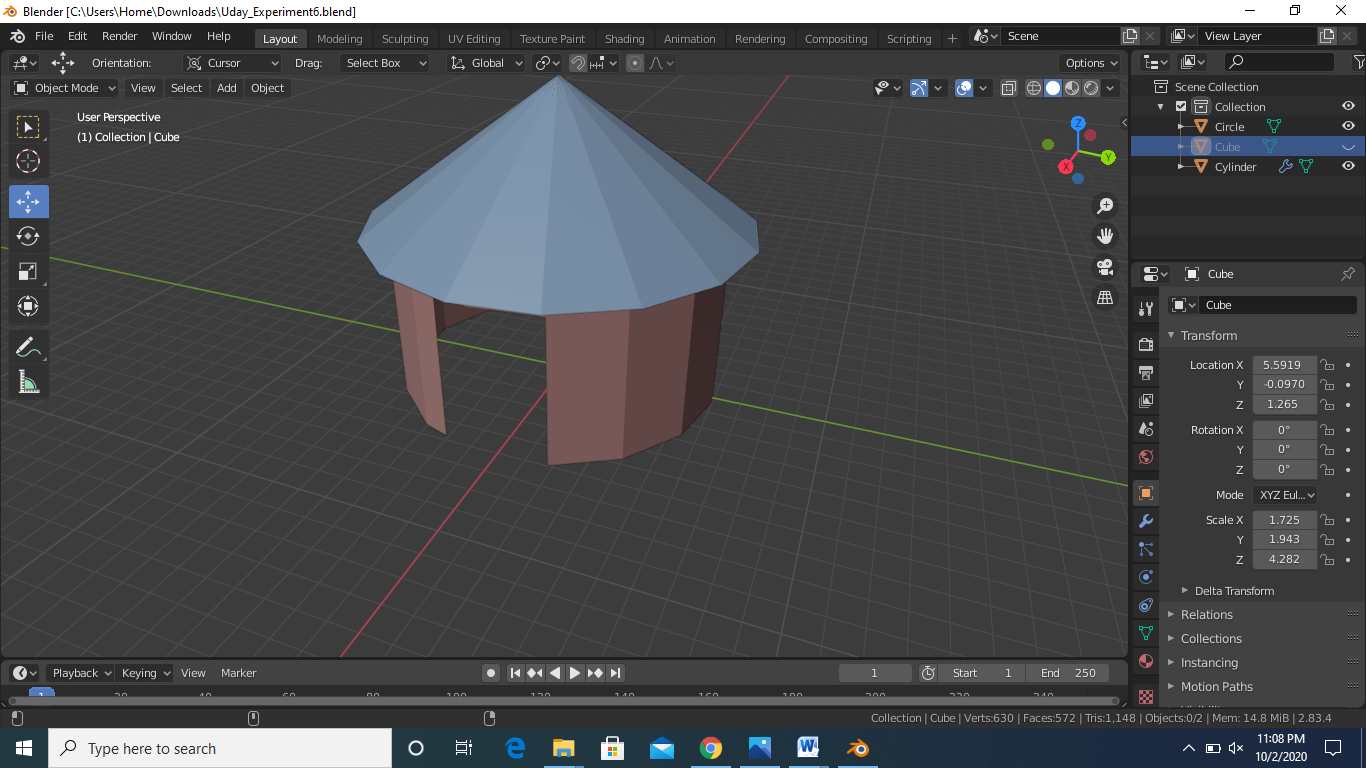 Blender [C:\Users\Home\Downloads\Uday_Experiment6.blend]
File Edit Render Window Help Layout Modeling Sculpting UV Editing Texture Paint Shading Animation Rendering Compositing Scripting + Scene View Layer
Orientation: Cursor Drag: Select Box Global Options
Object Mode View Select Add Object
User Perspective
(1) Collection | Cube
Z
Y
X
Scene Collection
Collection
Circle
Cube
Cylinder
Cube
Cube
Transform
Location X 5.5919
Y -0.0970
Z 1.265
Rotation X 0°
Y 0°
Z 0°
Mode XYZ Eul...
Scale X 1.725
Y 1.943
Z 4.282
Delta Transform
Relations
Collections
Instancing
Motion Paths
Playback Keying View Marker 1 Start 1 End 250
1 20 40 60 80 100 120 140 160 180 200 220 240
Collection | Cube | Verts:630 | Faces:572 | Tris:1,148 | Objects:0/2 | Mem: 14.8 MiB | 2.83.4
Type here to search
11:08 PM
10/2/2020